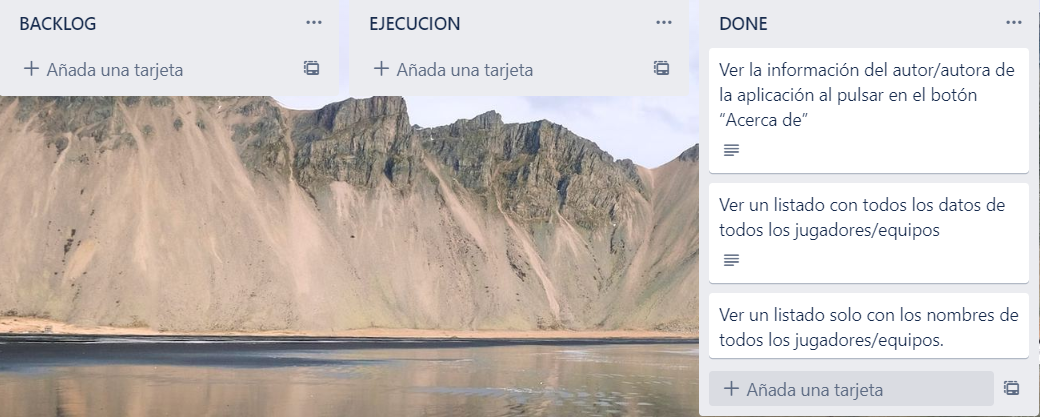 BACKLOG
Añada una tarjeta
EJECUCION
Añada una tarjeta
DONE
Ver la información del autor/autora de
la aplicación al pulsar en el botón
“Acerca de”
Ver un listado con todos los datos de
todos los jugadores/equipos
Ver un listado solo con los nombres de
todos los jugadores/equipos.
Añada una tarjeta